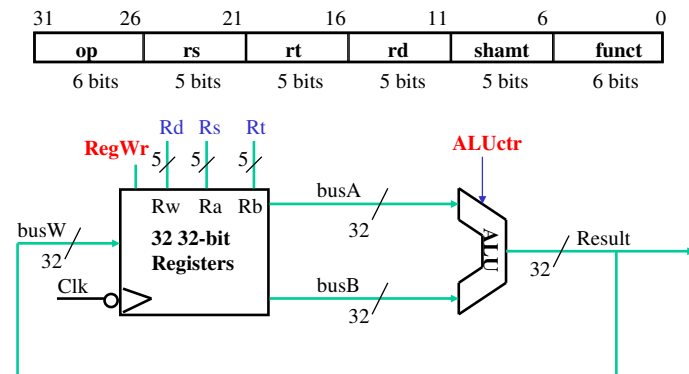 31 26 21 16 11 6 0
op rs rt rd shamt funct
6 bits 5 bits 5 bits 5 bits 5 bits 6 bits
Rd Rs Rt
RegWr ALUctr
5 5 5
busA
Rw Ra Rb
32
busW
32 32-bit
Registers
ALU
Result
32
32
Clk
busB
32